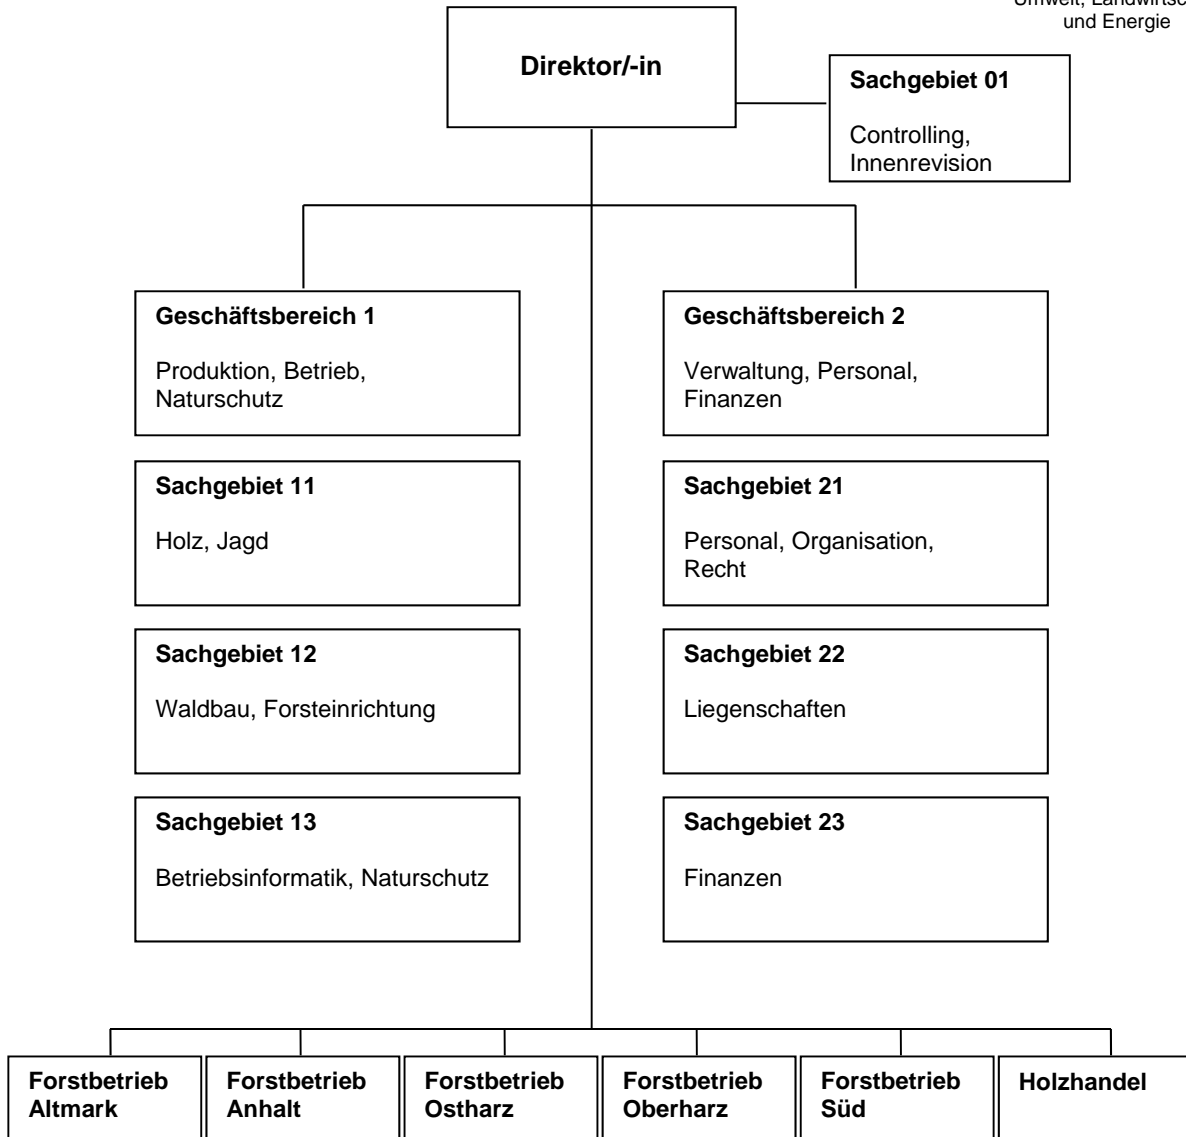 Umwelt,
und Energie
Direktor/-in
Sachgebiet 01
Controlling,
Innenrevision
Geschäftsbereich 1
Produktion, Betrieb,
Naturschutz
Geschäftsbereich 2
Verwaltung, Personal,
Finanzen
Sachgebiet 11
Holz, Jagd
Sachgebiet 21
Personal, Organisation,
Recht
Sachgebiet 12
Waldbau, Forsteinrichtung
Sachgebiet 22
Liegenschaften
Sachgebiet 13
Betriebsinformatik, Naturschutz
Sachgebiet 23
Finanzen
Forstbetrieb
Altmark
Forstbetrieb
Anhalt
Forstbetrieb
Ostharz
Forstbetrieb
Oberharz
Forstbetrieb
Süd
Holzhandel